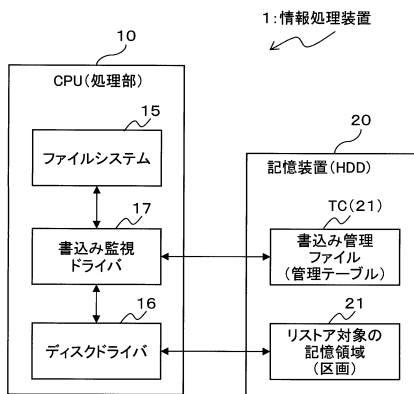 1:情報処理装置
10
CPU(処理部)
15
ファイルシステム
17
書込み監視
ドライバ
16
ディスクドライバ
20
記憶装置(HDD)
TC(21)
書込み管理
ファイル
(管理テーブル)
21
リストア対象の
記憶領域
(区画)